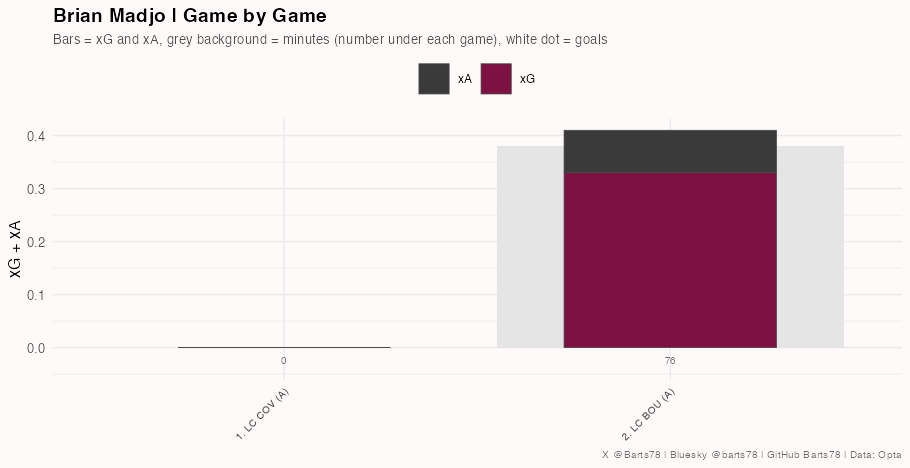 Brian Madjo | Game by Game
Bars = xG and xA, grey background = minutes (number under each game), white dot = goals
xA xG
xG + xA
0.4
0.3
0.2
0.1
0.0
0 76
1. LC COV (A) 2. LC BOU (A)
X @Barts78 | Bluesky @barts78 | GitHub Barts78 | Data: Opta